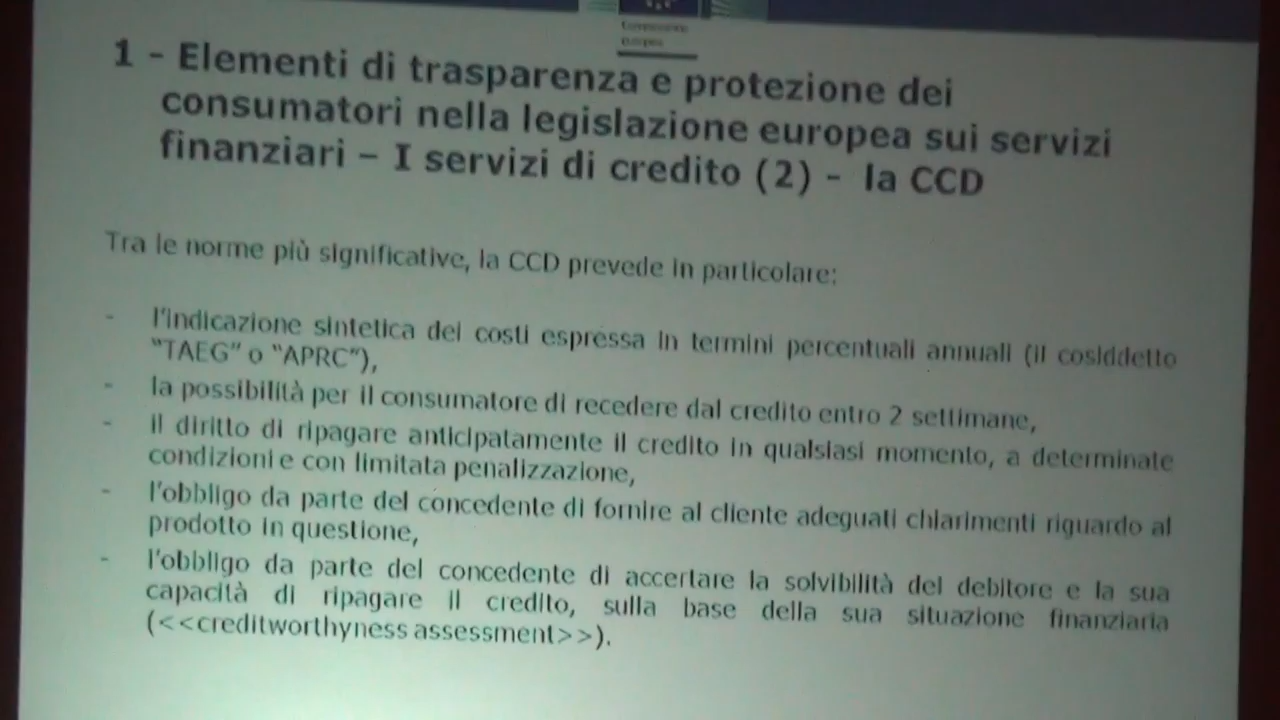 Commissione
europea
1 - Elementi di trasparenza e protezione dei
consumatori nella legislazione europea sui servizi
finanziari – I servizi di credito (2) - la CCD
Tra le norme più significative, la CCD prevede in particolare:
- l'indicazione sintetica dei costi espressa in termini percentuali annuali (il cosiddetto
"TAEG" o "APRC"),
- la possibilità per il consumatore di recedere dal credito entro 2 settimane,
- il diritto di ripagare anticipatamente il credito in qualsiasi momento, a determinate
condizioni e con limitata penalizzazione,
- l'obbligo da parte del concedente di fornire al cliente adeguati chiarimenti riguardo al
prodotto in questione,
- l'obbligo da parte del concedente di accertare la solvibilità del debitore e la sua
capacità di ripagare il credito, sulla base della sua situazione finanziaria
(<<creditworthyness assessment>>).